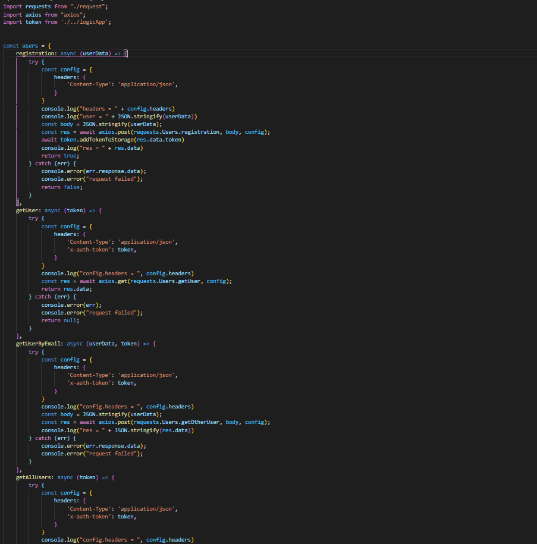 import requests from "./request";
import axios from "axios";
import token from './../logicApp';
const users = {
registration: async (userData) => {
try {
const config = {
headers: {
'Content-Type': 'application/json',
}
}
console.log("headers = " + config.headers)
console.log("user = " + JSON.stringify(userData))
const body = JSON.stringify(userData);
const res = await axios.post(requests.Users.registration, body, config);
await token.addTokenToStorage(res.data.token)
console.log("res = " + res.data)
return true;
} catch (err) {
console.error(err.response.data);
console.error("request failed");
return false;
}
},
getUser: async (token) => {
try {
const config = {
headers: {
'Content-Type': 'application/json',
'x-auth-token': token,
}
}
console.log("config.headers = ", config.headers)
const res = await axios.get(requests.Users.getUser, config);
return res.data;
} catch (err) {
console.error(err);
console.error("request failed");
return null;
}
},
getUserByEmail: async (userData, token) => {
try {
const config = {
headers: {
'Content-Type': 'application/json',
'x-auth-token': token,
}
}
console.log("config.headers = ", config.headers)
const body = JSON.stringify(userData);
const res = await axios.post(requests.Users.getOtherUser, body, config);
console.log("res = " + JSON.stringify(res.data))
} catch (err) {
console.error(err.response.data);
console.error("request failed");
}
},
getAllUsers: async (token) => {
try {
const config = {
headers: {
'Content-Type': 'application/json',
'x-auth-token': token,
}
}
console.log("config.headers = ", config.headers)